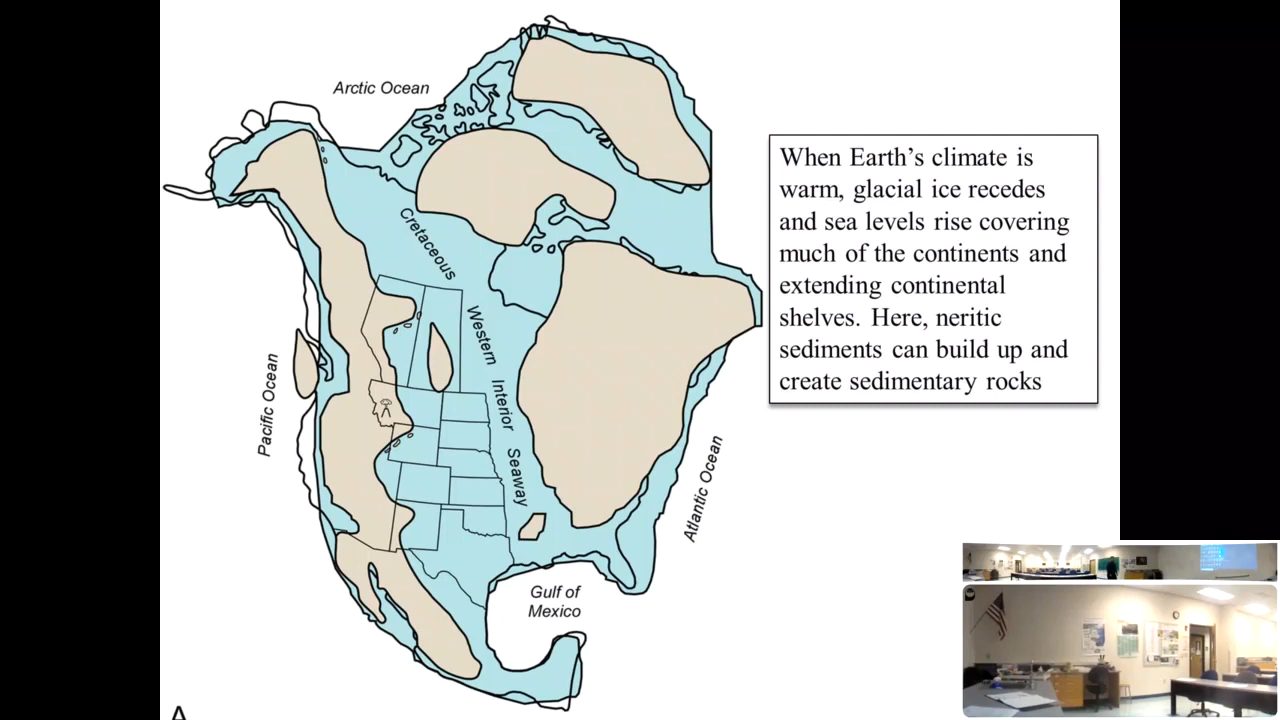 Arctic Ocean
When Earth’s climate is
warm, glacial ice recedes
and sea levels rise covering
much of the continents and
extending continental
shelves. Here, neritic
sediments can build up and
create sedimentary rocks
Cretaceous
Western
Interior
Seaway
Pacific Ocean
Atlantic Ocean
Gulf of
Mexico
A